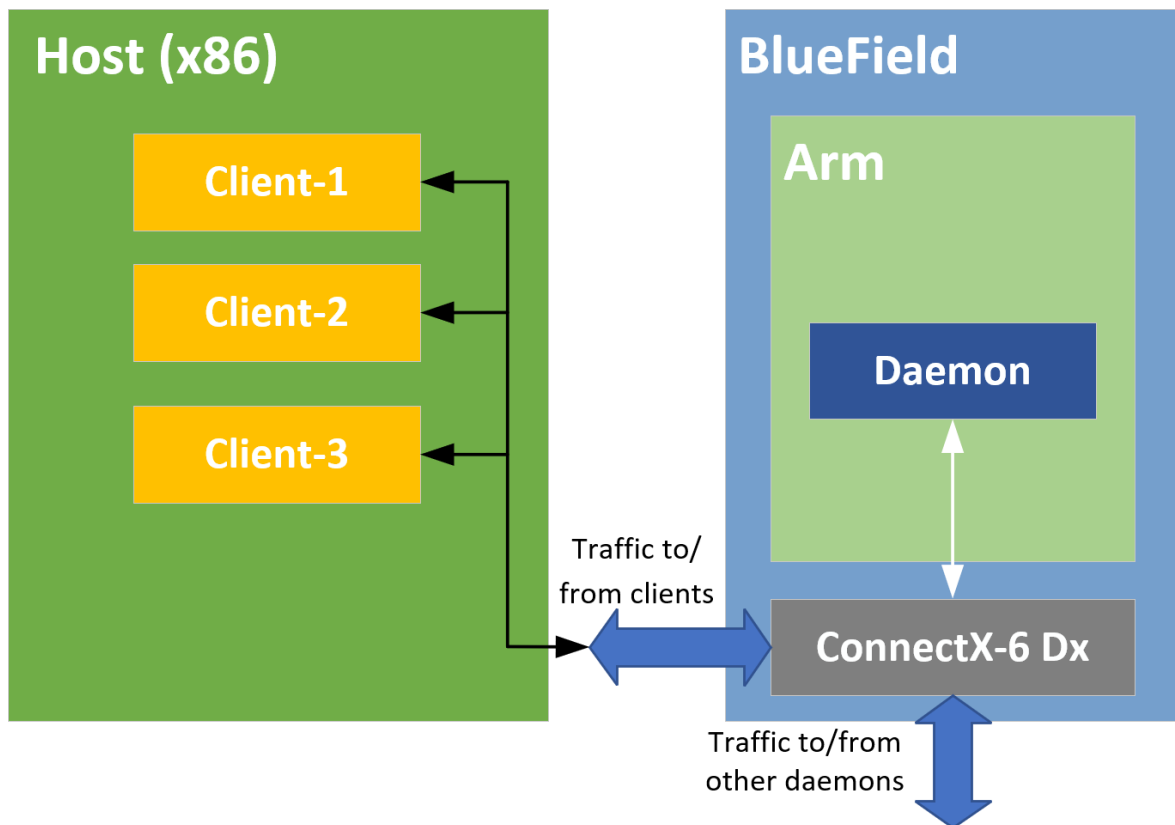 Host (x86)
Client-1
Client-2
Client-3
Traffic to/
from clients
BlueField
Arm
Daemon
ConnectX-6 Dx
Traffic to/from
other daemons